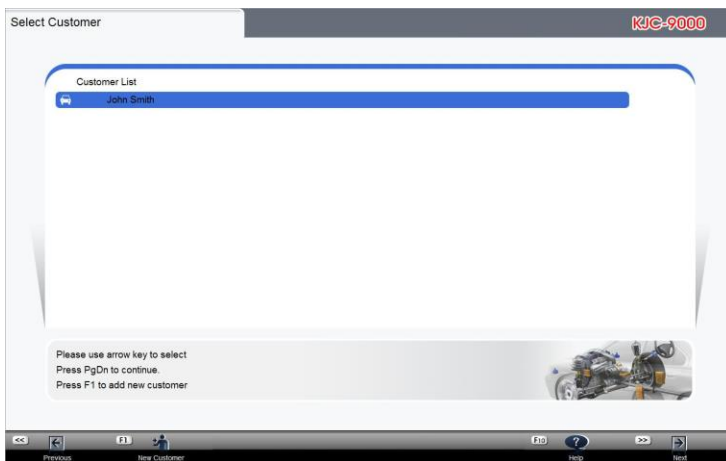 Select Customer
KJC-9000
Customer List
John Smith
Please use arrow key to select
Press PgDn to continue.
Press F1 to add new customer
<< F1 F10 ? >>
Previous New Customer Help Next